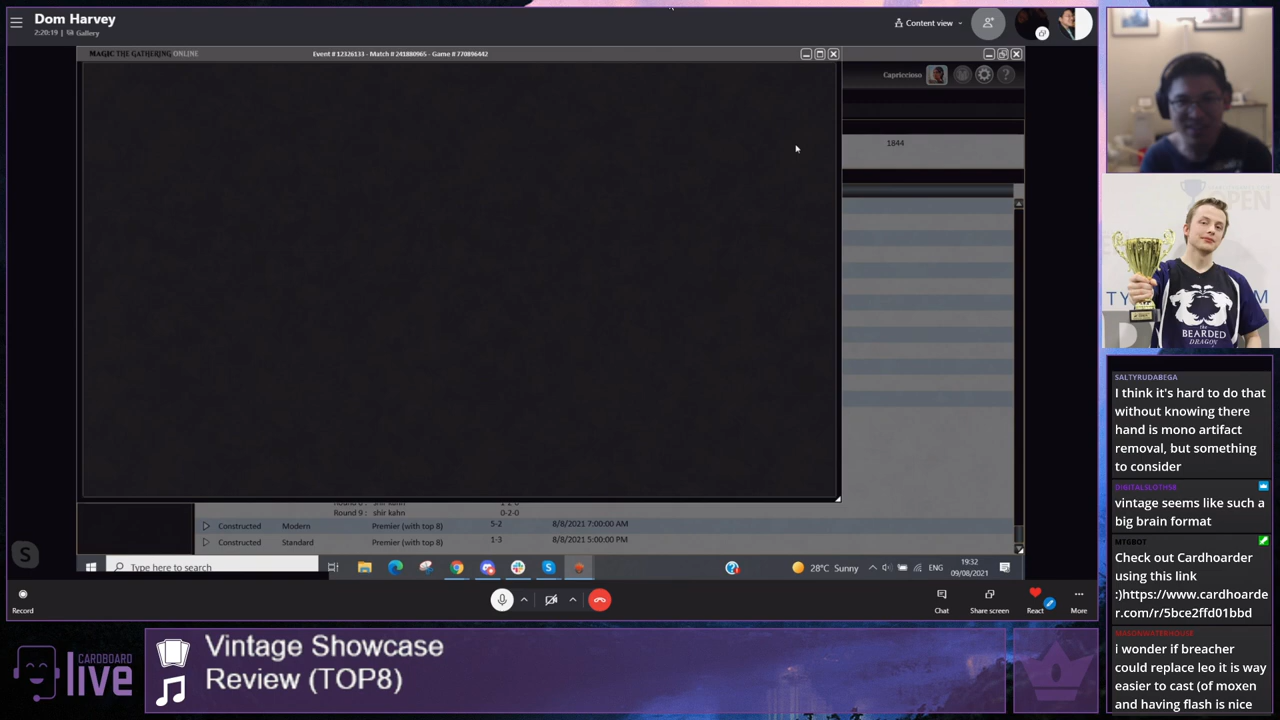 Dom Harvey
2:20:19 | Gallery
Content view
MAGIC THE GATHERING ONLINE
Event # 12326133 - Match # 241880965 - Game # 770896442
Capriccioso
1844
Round 9 : shir kahn 0-2-0
Constructed Modern Premier (with top 8) 5-2 8/8/2021 7:00:00 AM
Constructed Standard Premier (with top 8) 1-3 8/8/2021 5:00:00 PM
Type here to search
28°C Sunny
ENG
19:32
09/08/2021
Record
Chat
Share screen
React
More
OPEN
the
BEARDED
DRAGON
SALTYRUDABEGA
I think it's hard to do that
without knowing there
hand is mono artifact
removal, but something
to consider
DIGITALSLOTH58
vintage seems like such a
big brain format
MTGBOT
Check out Cardhoarder
using this link
:)https://www.cardhoarde
r.com/r/5bce2ffd01bbd
MASONWATERHOUSE
i wonder if breacher
could replace leo it is way
easier to cast (of moxen
and having flash is nice
CARDBOARD
live
Vintage Showcase
Review (TOP8)